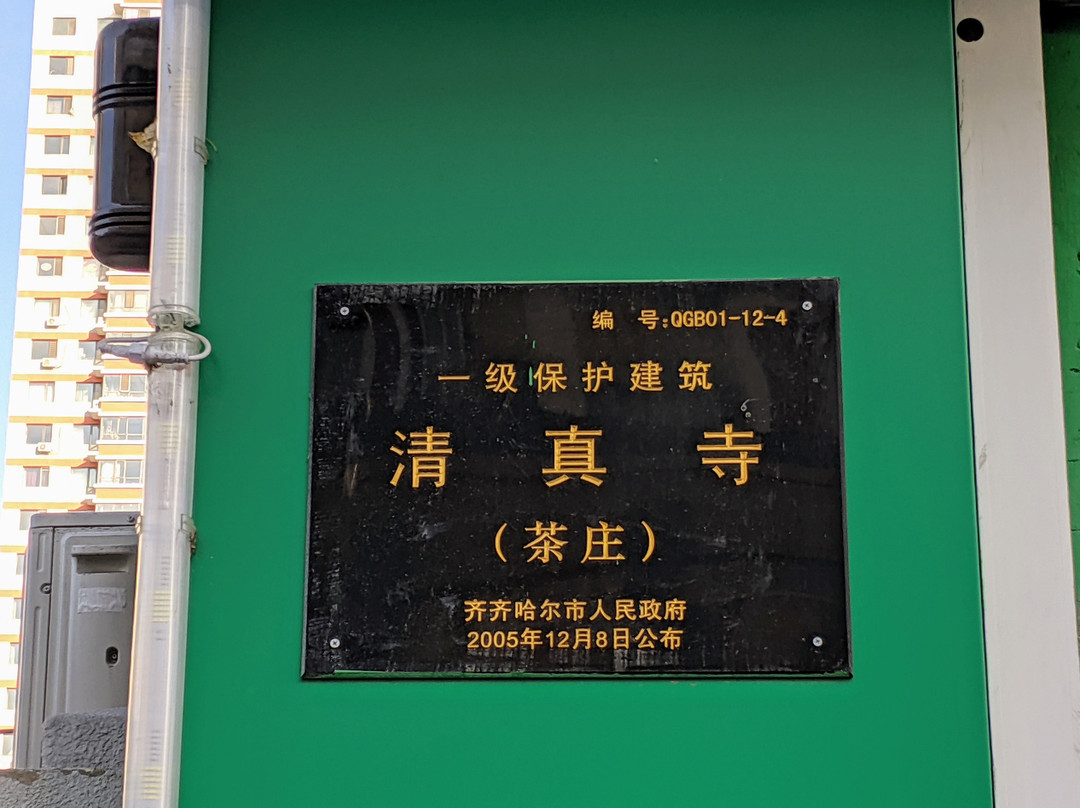 编 号:QGB01-12-4
一级保护建筑
清真寺
（茶庄）
齐齐哈尔市人民政府
2005年12月8日公布